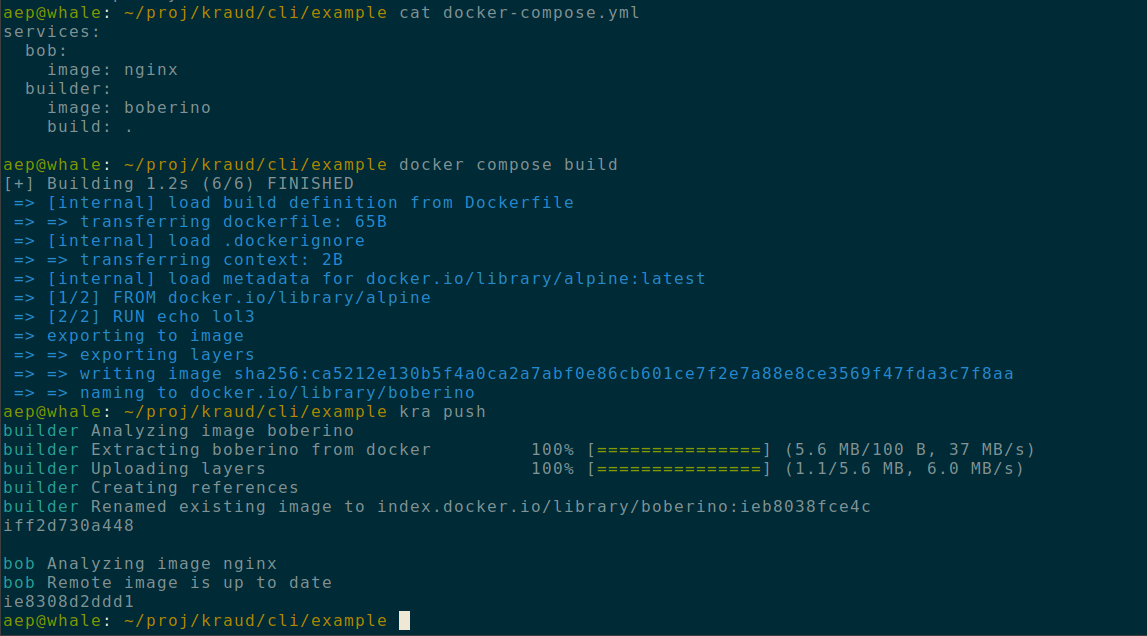 aep@whale: ~/proj/kraud/cli/example cat docker-compose.yml
services:
  bob:
    image: nginx
  builder:
    image: boberino
    build: .

aep@whale: ~/proj/kraud/cli/example docker compose build
[+] Building 1.2s (6/6) FINISHED
 => [internal] load build definition from Dockerfile
 => => transferring dockerfile: 65B
 => [internal] load .dockerignore
 => => transferring context: 2B
 => [internal] load metadata for docker.io/library/alpine:latest
 => [1/2] FROM docker.io/library/alpine
 => [2/2] RUN echo lol3
 => exporting to image
 => => exporting layers
 => => writing image sha256:ca5212e130b5f4a0ca2a7abf0e86cb601ce7f2e7a88e8ce3569f47fda3c7f8aa
 => => naming to docker.io/library/boberino
aep@whale: ~/proj/kraud/cli/example kra push
builder Analyzing image boberino
builder Extracting boberino from docker         100% [===============] (5.6 MB/100 B, 37 MB/s)
builder Uploading layers                        100% [===============] (1.1/5.6 MB, 6.0 MB/s)
builder Creating references
builder Renamed existing image to index.docker.io/library/boberino:ieb8038fce4c
iff2d730a448

bob Analyzing image nginx
bob Remote image is up to date
ie8308d2ddd1
aep@whale: ~/proj/kraud/cli/example